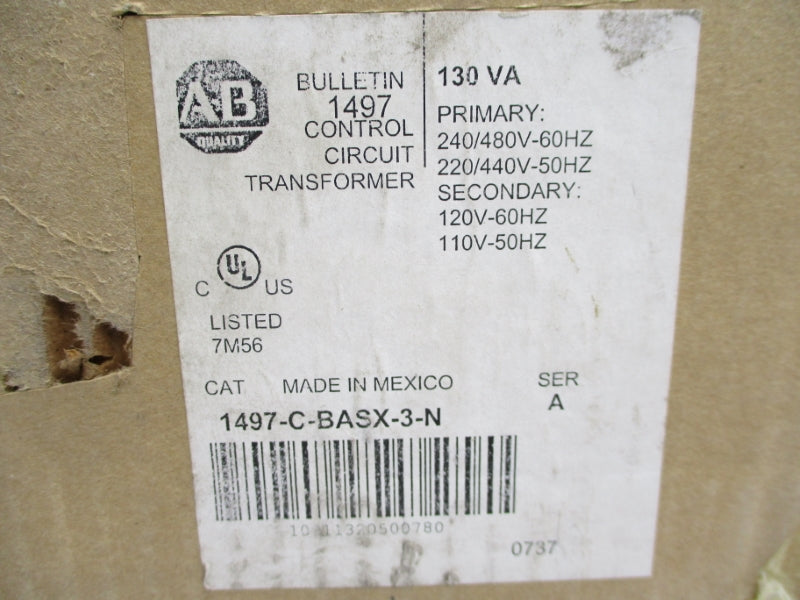 AB
QUALITY
BULLETIN
1497
CONTROL
CIRCUIT
TRANSFORMER
130 VA
PRIMARY:
240/480V-60HZ
220/440V-50HZ
SECONDARY:
120V-60HZ
110V-50HZ
C UL US
LISTED
7M56
CAT MADE IN MEXICO SER
1497-C-BASX-3-N A
0737